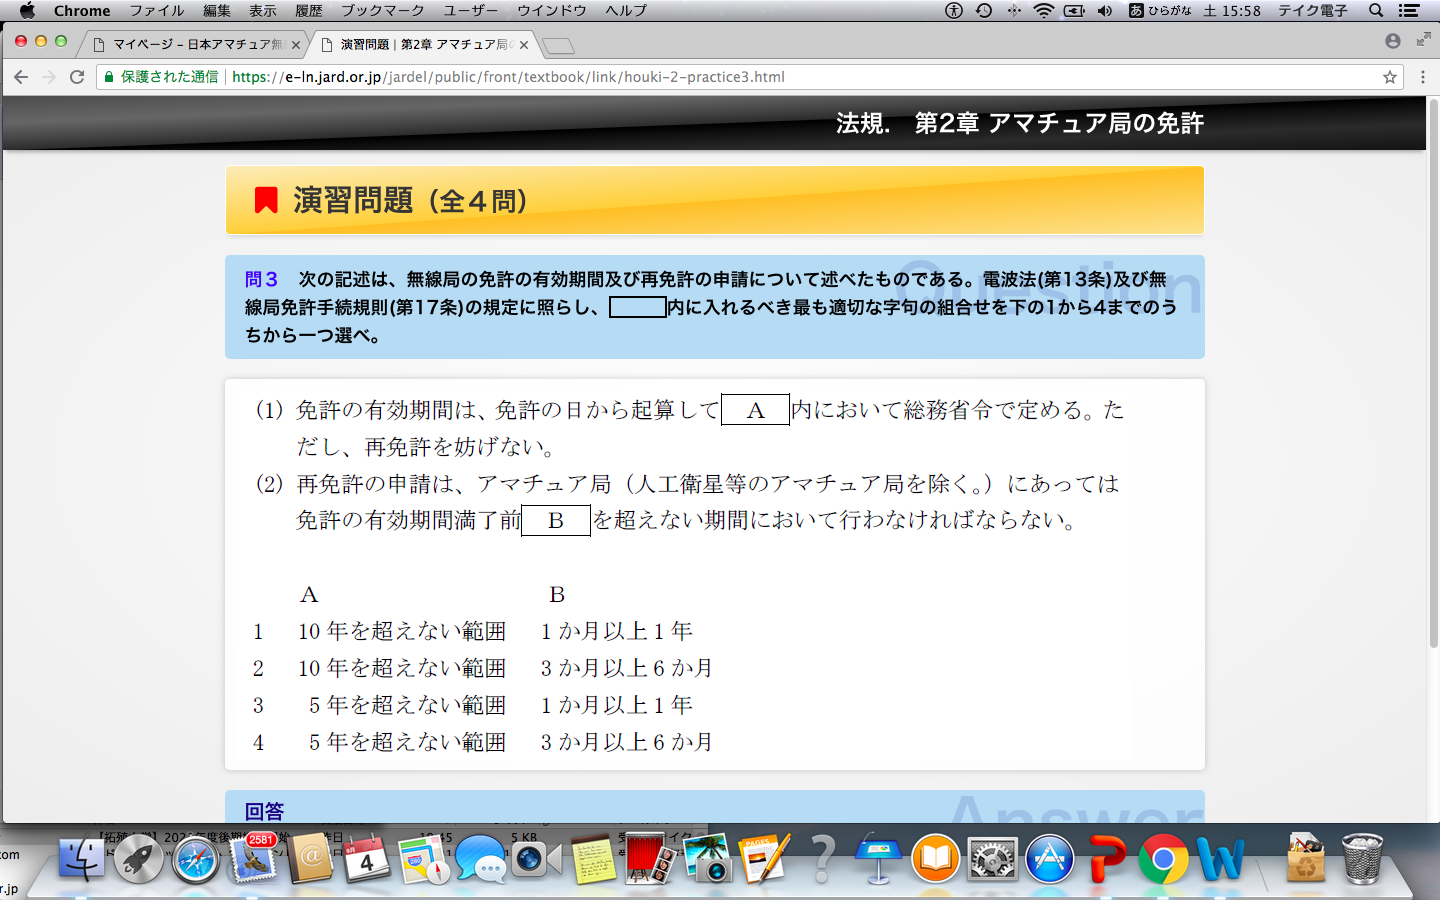 Chrome ファイル 編集 表示 履歴 ブックマーク ユーザー ウインドウ ヘルプ あ ひらがな 土 15:58 テイク電子
マイページ – 日本アマチュア無
演習問題 | 第2章 アマチュア局の
保護された通信 https://e-ln.jard.or.jp/jardel/public/front/textbook/link/houki-2-practice3.html
法規. 第2章 アマチュア局の免許
演習問題（全４問）
Question
問３ 次の記述は、無線局の免許の有効期間及び再免許の申請について述べたものである。電波法(第13条)及び無
線局免許手続規則(第17条)の規定に照らし、内に入れるべき最も適切な字句の組合せを下の1から4までのう
ちから一つ選べ。
(1) 免許の有効期間は、免許の日から起算して A 内において総務省令で定める。た
だし、再免許を妨げない。
(2) 再免許の申請は、アマチュア局（人工衛星等のアマチュア局を除く。）にあっては
免許の有効期間満了前 B を超えない期間において行わなければならない。
A B
1 10 年を超えない範囲 1 か月以上 1 年
2 10 年を超えない範囲 3 か月以上 6 か月
3 5 年を超えない範囲 1 か月以上 1 年
4 5 年を超えない範囲 3 か月以上 6 か月
回答
Answer
5 KB
com
r.jp
2581
4
280
PAGES